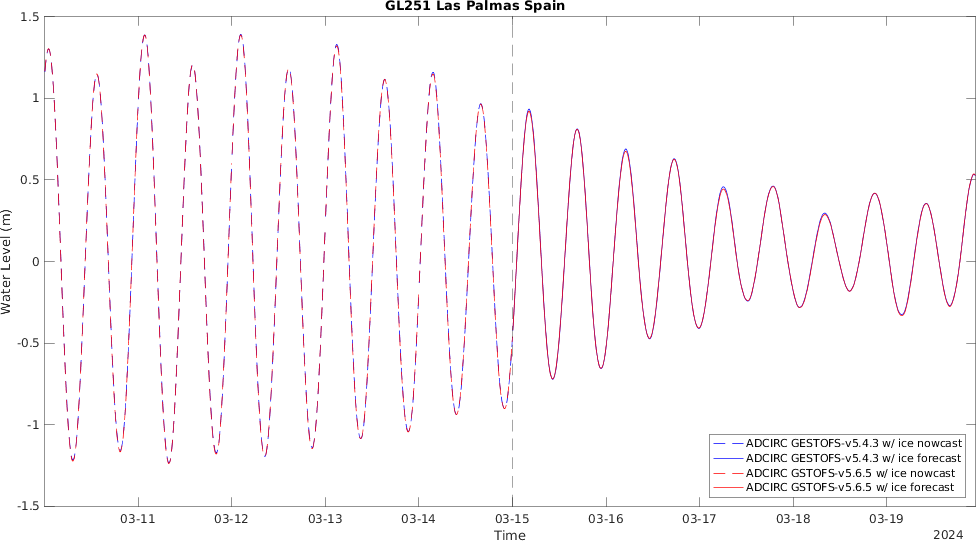 GL251 Las Palmas Spain
1.5
1
0.5
0
-0.5
-1
-1.5
Water Level (m)
03-11
03-12
03-13
03-14
03-15
03-16
03-17
03-18
03-19
Time
2024
ADCIRC GESTOFS-v5.4.3 w/ ice nowcast
ADCIRC GESTOFS-v5.4.3 w/ ice forecast
ADCIRC GSTOFS-v5.6.5 w/ ice nowcast
ADCIRC GSTOFS-v5.6.5 w/ ice forecast